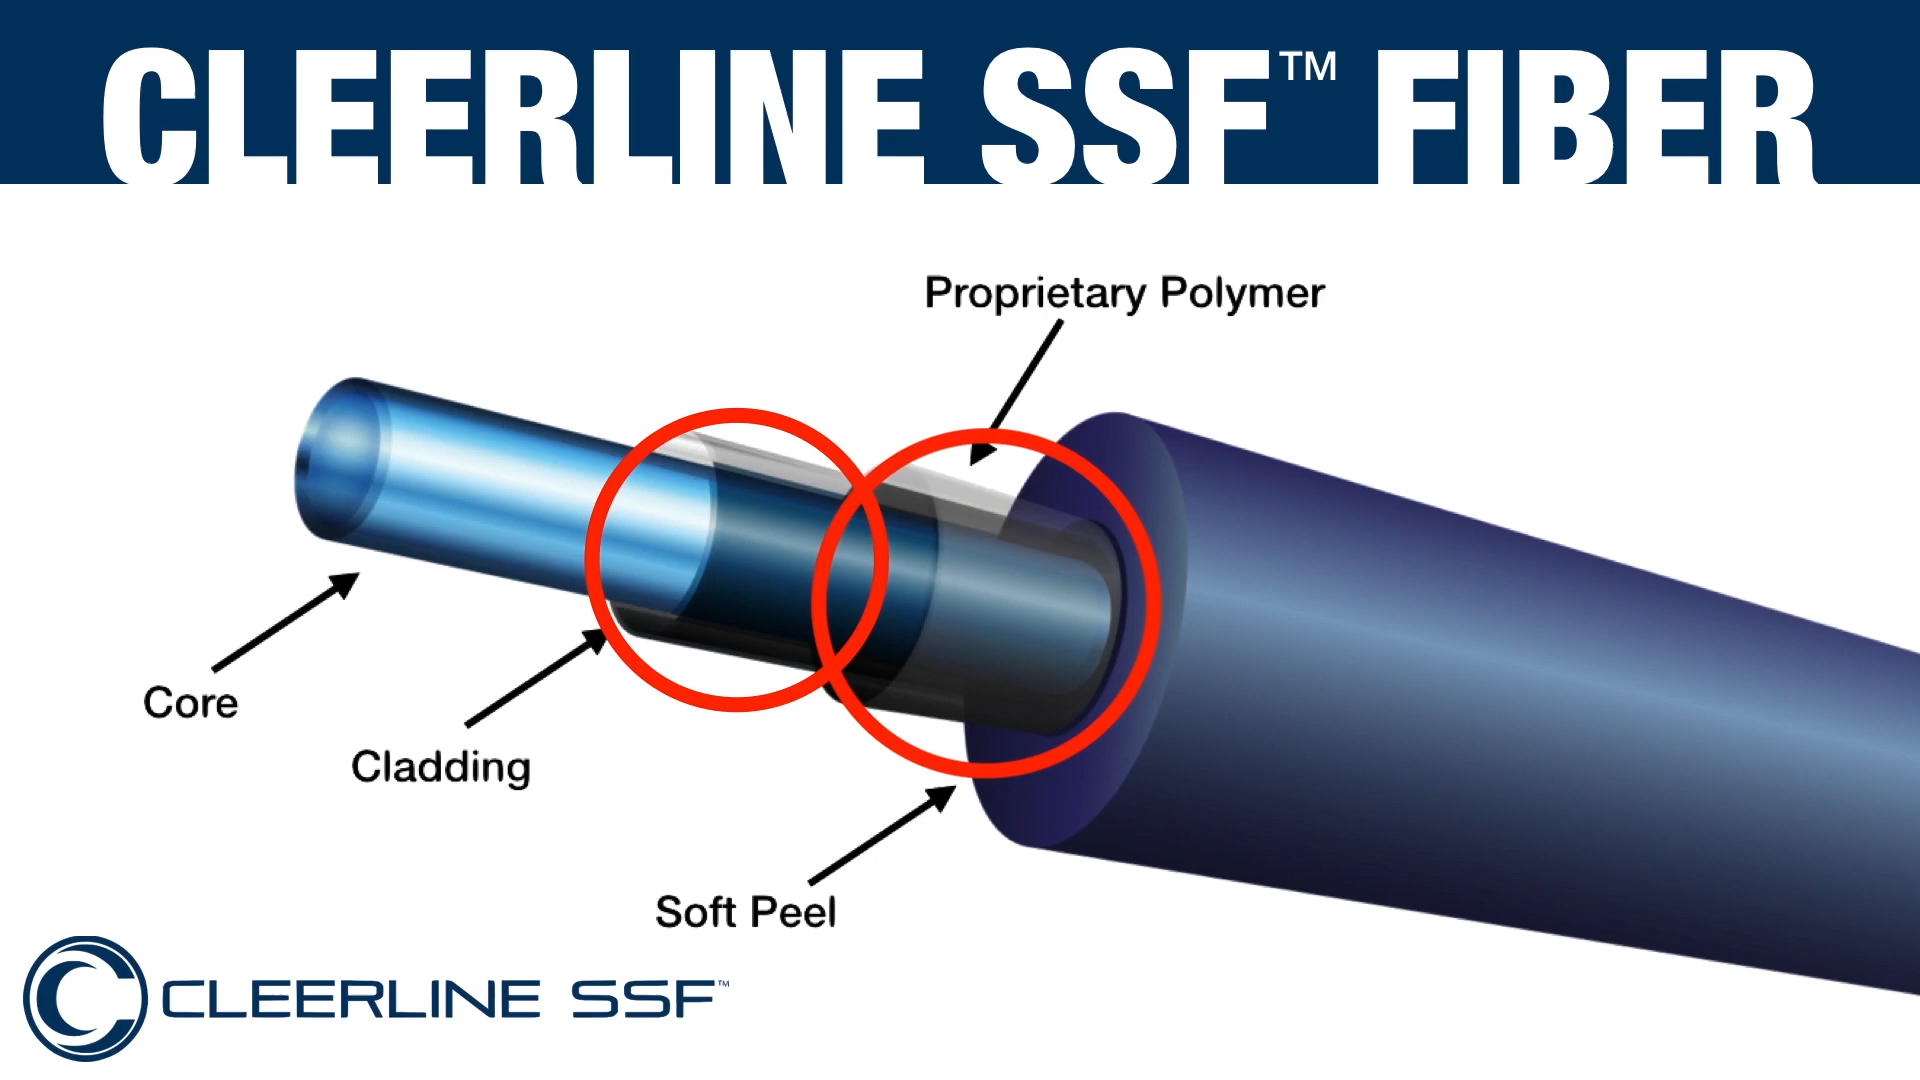 CLEERLINE SSF™ FIBER
Proprietary Polymer
Core
Cladding
Soft Peel
CLEERLINE SSF™